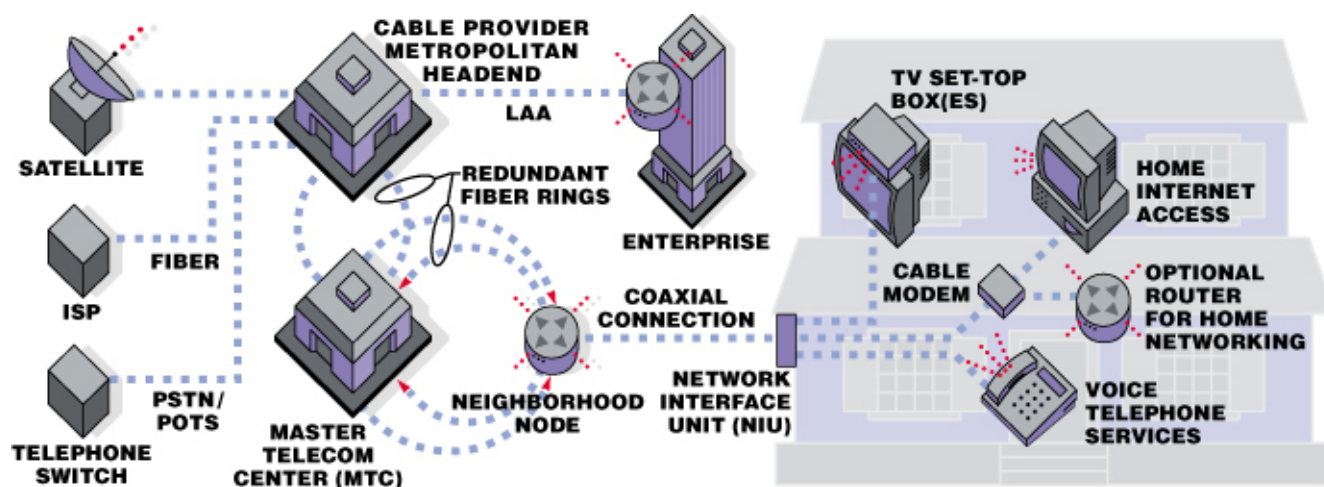 CABLE PROVIDER
METROPOLITAN
HEADEND
LAA
SATELLITE
REDUNDANT
FIBER RINGS
ENTERPRISE
FIBER
ISP
PSTN/
POTS
TELEPHONE
SWITCH
MASTER
TELECOM
CENTER (MTC)
NEIGHBORHOOD
NODE
COAXIAL
CONNECTION
NETWORK
INTERFACE
UNIT (NIU)
TV SET-TOP
BOX(ES)
HOME
INTERNET
ACCESS
CABLE
MODEM
OPTIONAL
ROUTER
FOR HOME
NETWORKING
VOICE
TELEPHONE
SERVICES